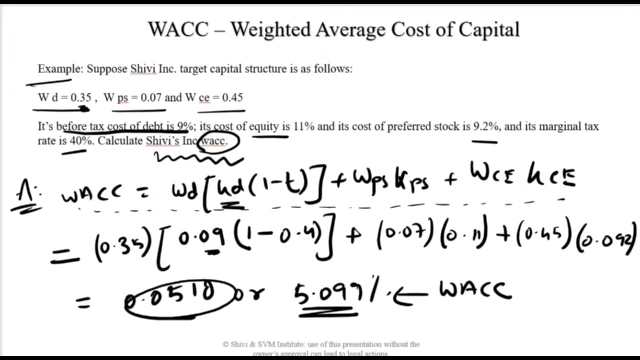 WACC – Weighted Average Cost of Capital
Example: Suppose Shivi Inc. target capital structure is as follows:
W d = 0.35 , W ps = 0.07 and W ce = 0.45
It's before tax cost of debt is 9%; its cost of equity is 11% and its cost of preferred stock is 9.2%, and its marginal tax
rate is 40%. Calculate Shivi's Inc wacc.
A: WACC = Wd[kd(1-t)] + Wps Kps + WCE kCE
= (0.35) [0.09 (1 - 0.4)] + (0.07) (0.11) + (0.45) (0.092)
= 0.0510 or 5.099% ← WACC
© Shivi & SVM Institute: use of this presentation without the
owner's approval can lead to legal actions.